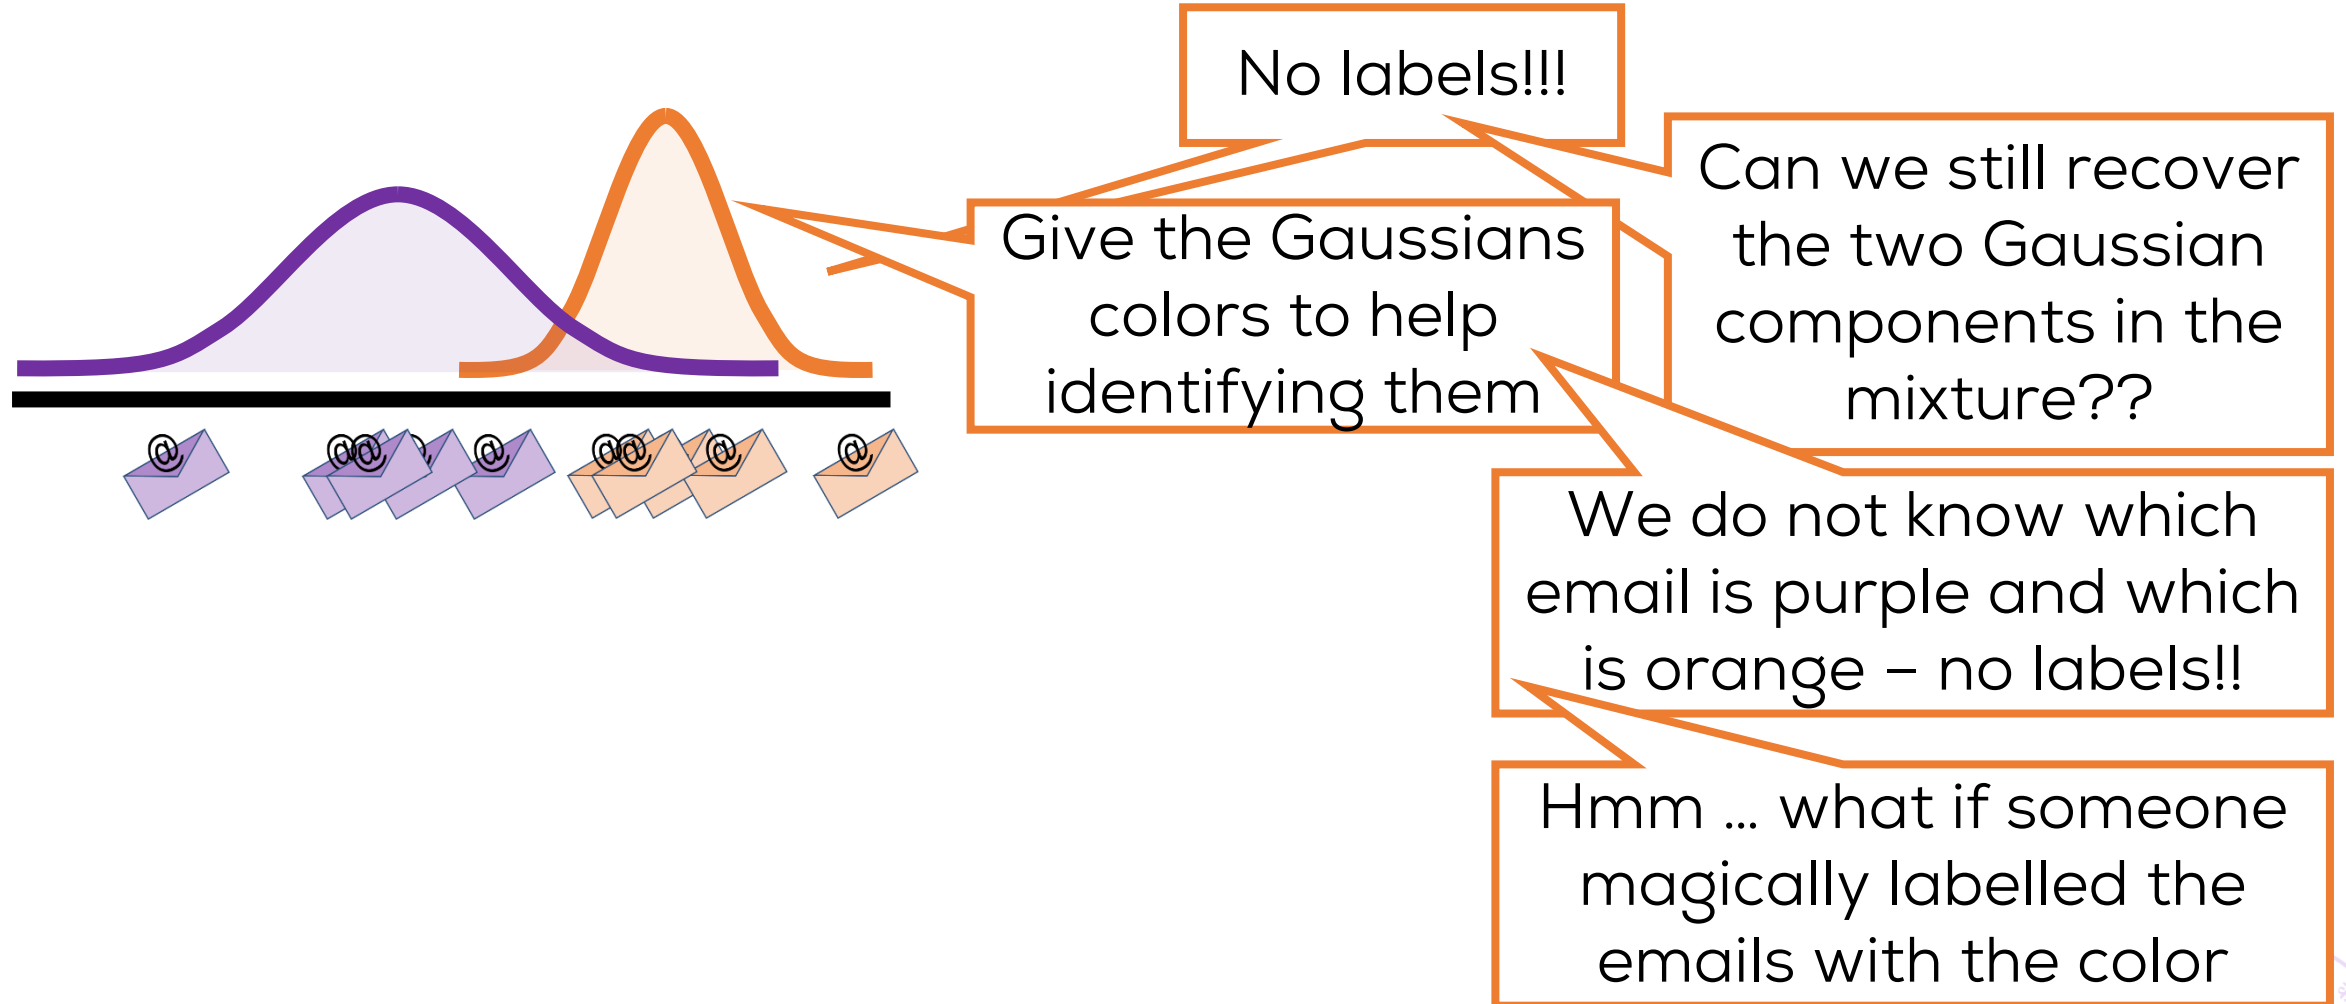 No labels!!!
Can we still recover
the two Gaussian
components in the
mixture??
Give the Gaussians
colors to help
identifying them
We do not know which
email is purple and which
is orange – no labels!!
Hmm … what if someone
magically labelled the
emails with the color
@ @ @ @ @ @ @ @ @